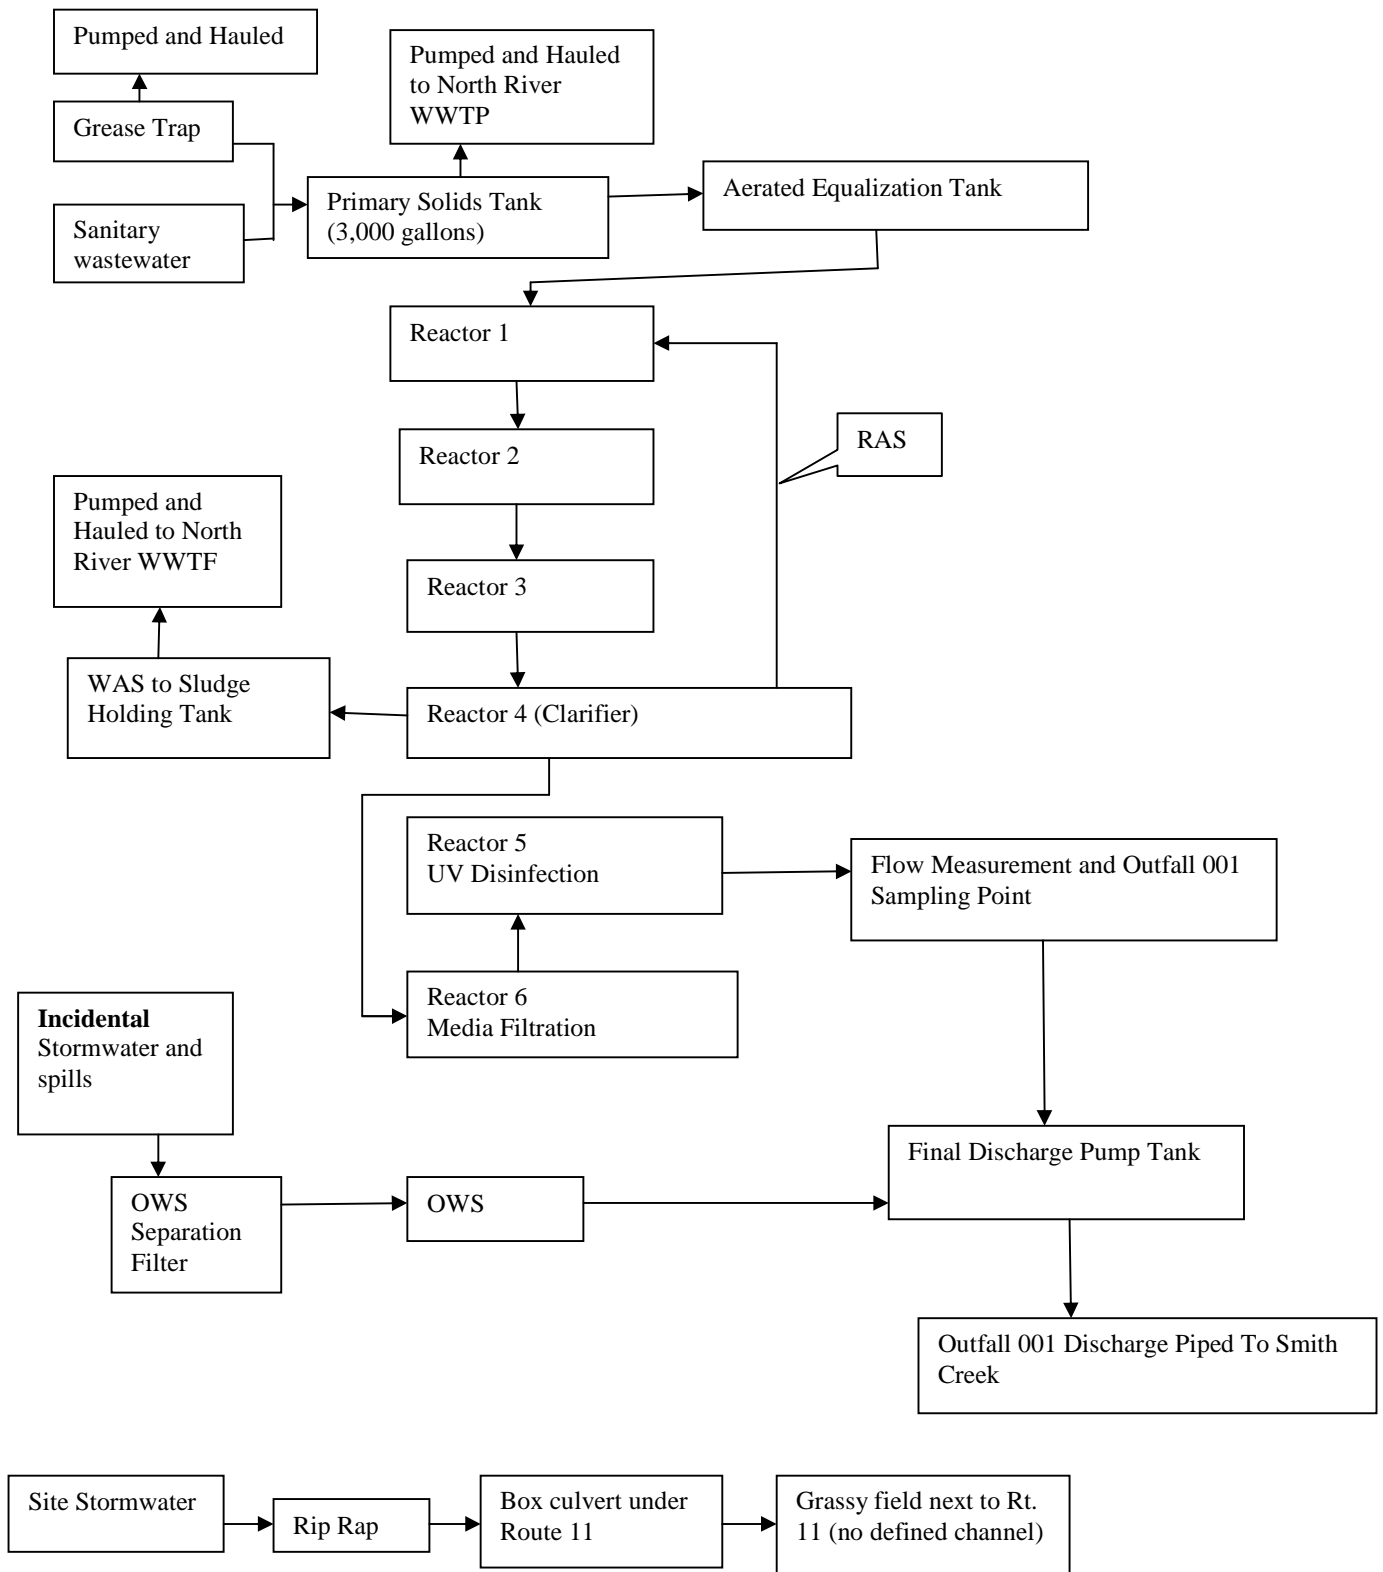 Pumped and Hauled
Pumped and Hauled
to North River
WWTP
Grease Trap
Sanitary
wastewater
Primary Solids Tank
(3,000 gallons)
Aerated Equalization Tank
Reactor 1
RAS
Reactor 2
Pumped and
Hauled to North
River WWTF
Reactor 3
WAS to Sludge
Holding Tank
Reactor 4 (Clarifier)
Reactor 5
UV Disinfection
Flow Measurement and Outfall 001
Sampling Point
Reactor 6
Media Filtration
Incidental
Stormwater and
spills
Final Discharge Pump Tank
OWS
Separation
Filter
OWS
Outfall 001 Discharge Piped To Smith
Creek
Site Stormwater
Rip Rap
Box culvert under
Route 11
Grassy field next to Rt.
11 (no defined channel)